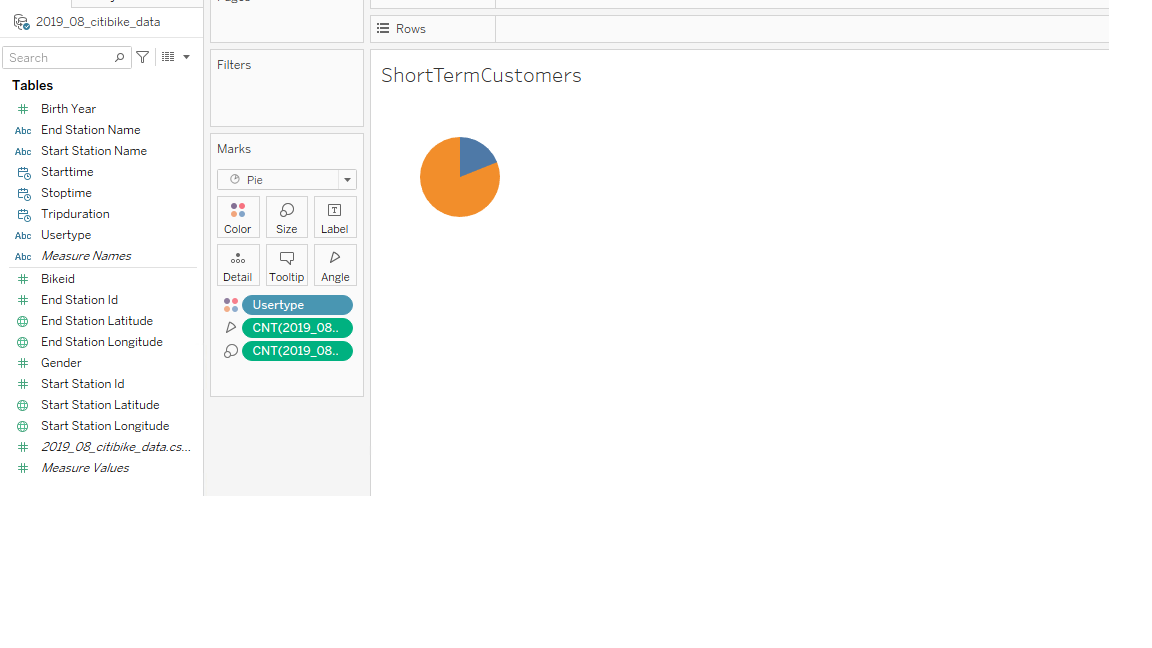 2019_08_citibike_data
Search
Tables
Birth Year
Abc End Station Name
Abc Start Station Name
Starttime
Stoptime
Tripduration
Abc Usertype
Abc Measure Names
Bikeid
End Station Id
End Station Latitude
End Station Longitude
Gender
Start Station Id
Start Station Latitude
Start Station Longitude
2019_08_citibike_data.cs...
Measure Values
Filters
Marks
Pie
Color Size Label
Detail Tooltip Angle
Usertype
CNT(2019_08..
CNT(2019_08..
Rows
ShortTermCustomers